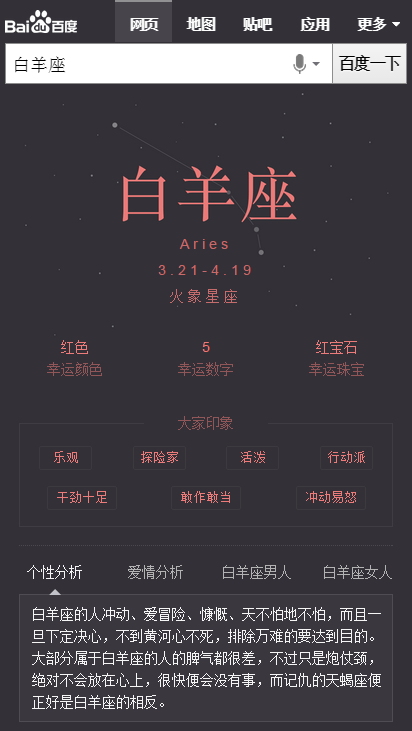 Bai百度 网页 地图 贴吧 应用 更多
白羊座 百度一下
白羊座
Aries
3.21-4.19
火象星座
红色 5 红宝石
幸运颜色 幸运数字 幸运珠宝
大家印象
乐观 探险家 活泼 行动派
干劲十足 敢作敢当 冲动易怒
个性分析 爱情分析 白羊座男人 白羊座女人
白羊座的人冲动、爱冒险、慷慨、天不怕地不怕，而且一
旦下定决心，不到黄河心不死，排除万难的要达到目的。
大部分属于白羊座的人的脾气都很差，不过只是炮仗颈，
绝对不会放在心上，很快便会没有事，而记仇的天蝎座便
正好是白羊座的相反。